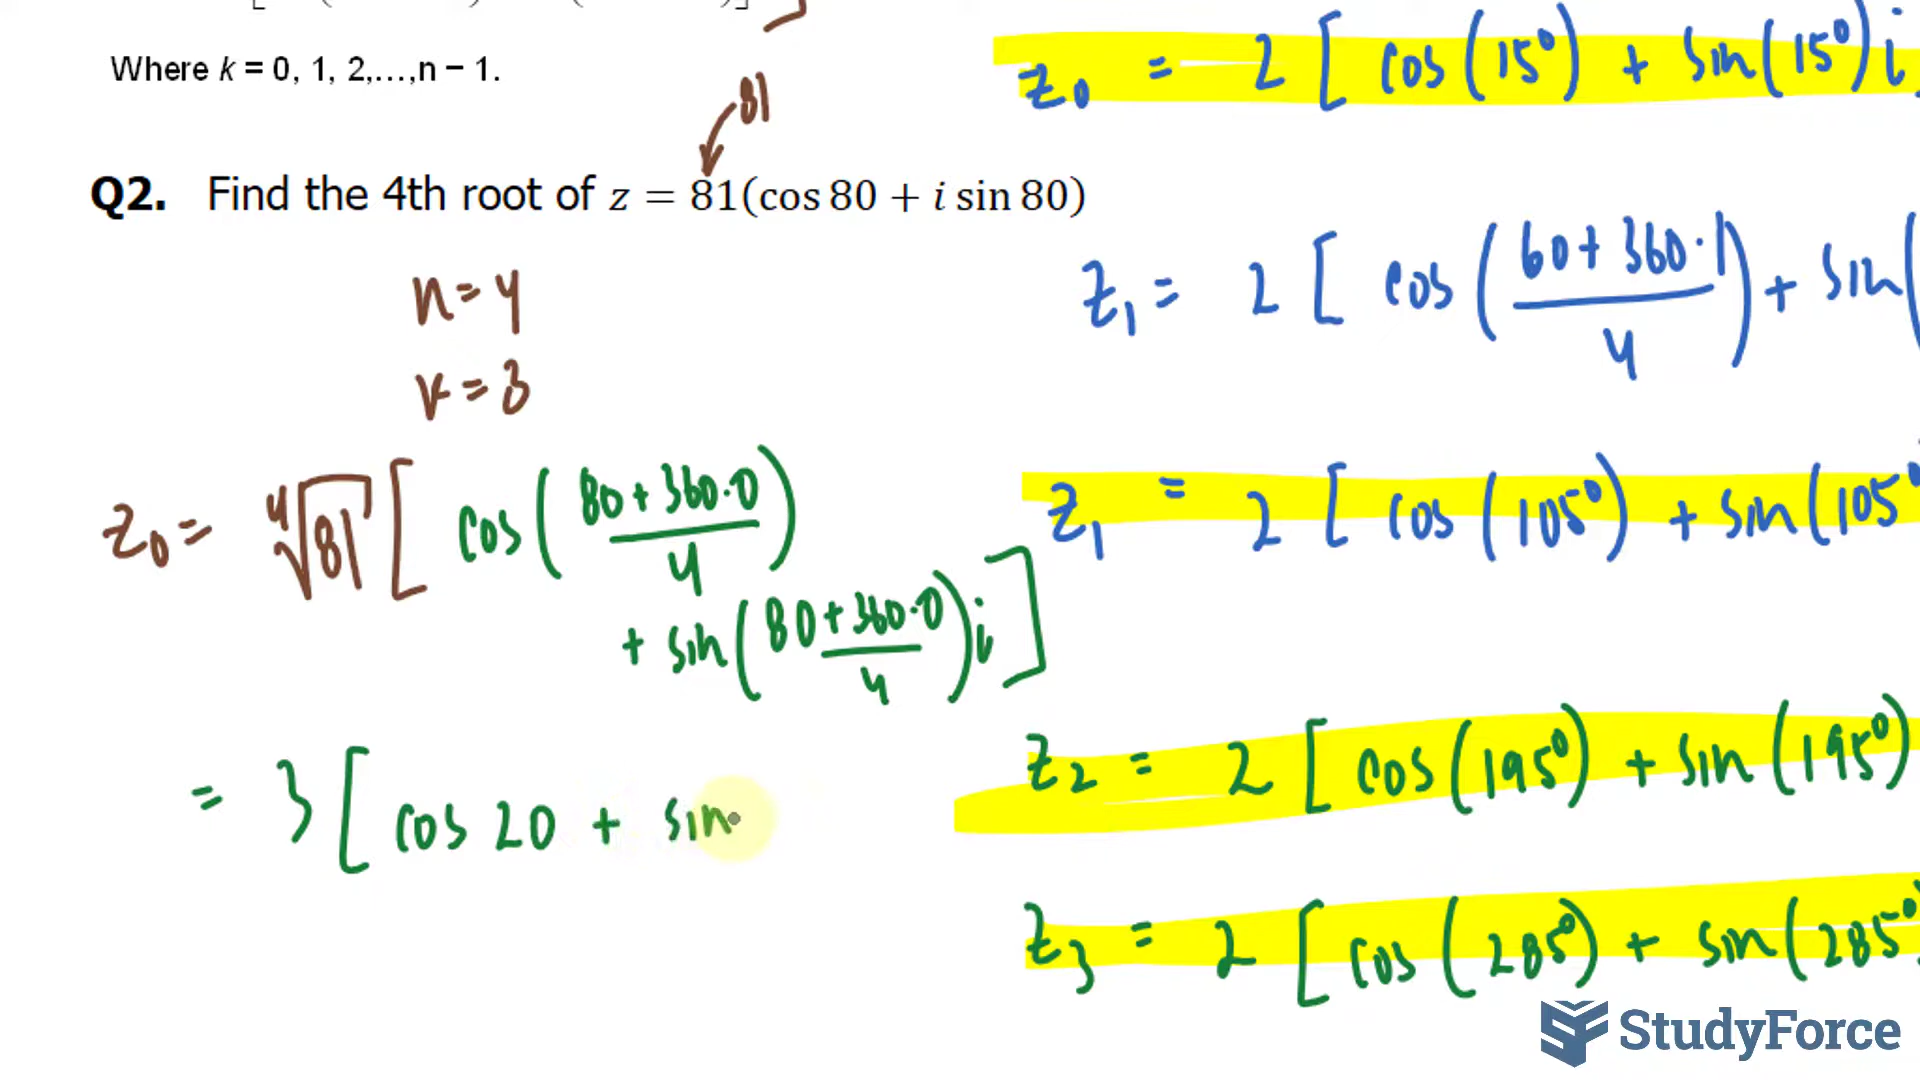 Where k = 0, 1, 2,…,n − 1.
81
Q2. Find the 4th root of z = 81(cos 80 + i sin 80)
n = 4
k = 3
z₀ = ⁴√81 [ cos ( (80 + 360·0) / 4 )
+ sin ( (80 + 360·0) / 4 ) i ]
= 3 [ cos 20 + sin
z₀ = 2 [ cos (15°) + sin (15°) i
z₁ = 2 [ cos ( (60 + 360·1) / 4 ) + sin (
z₁ = 2 [ cos (105°) + sin (105°
z₂ = 2 [ cos (195°) + sin (195°)
z₃ = 2 [ cos (285°) + sin (285°)
StudyForce